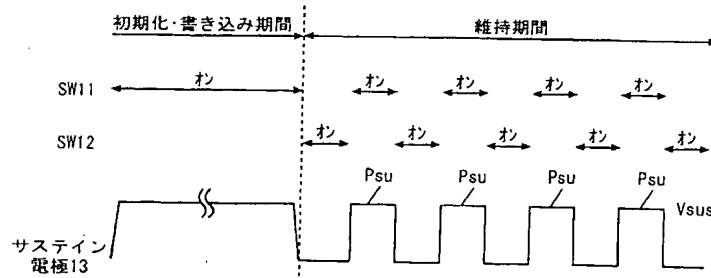 初期化・書き込み期間 維持期間
オン オン オン オン オン
SW11
オン オン オン オン オン
SW12
Psu Psu Psu Psu
Vsus
サステイン
電極13